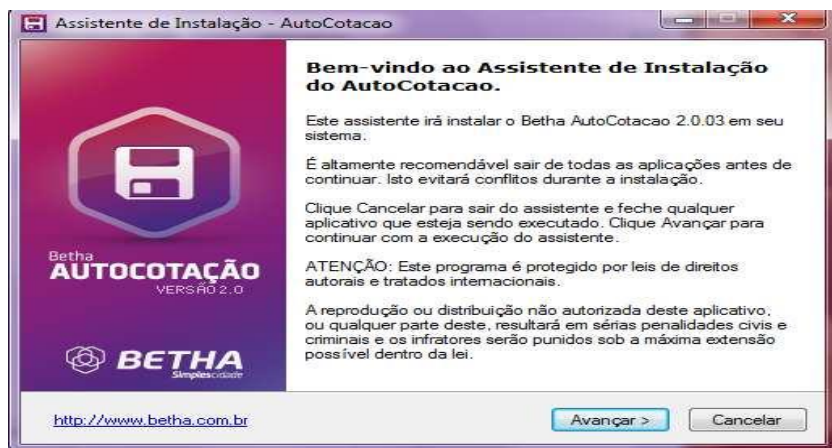 Assistente de Instalação - AutoCotacao
Bem-vindo ao Assistente de Instalação
do AutoCotacao.
Este assistente irá instalar o Betha AutoCotacao 2.0.03 em seu
sistema.
É altamente recomendável sair de todas as aplicações antes de
continuar. Isto evitará conflitos durante a instalação.
Clique Cancelar para sair do assistente e feche qualquer
aplicativo que esteja sendo executado. Clique Avançar para
continuar com a execução do assistente.
ATENÇÃO: Este programa é protegido por leis de direitos
autorais e tratados internacionais.
A reprodução ou distribuição não autorizada deste aplicativo,
ou qualquer parte deste, resultará em sérias penalidades civis e
criminais e os infratores serão punidos sob a máxima extensão
possível dentro da lei.
Betha
AUTOCOTAÇÃO
VERSÃO 2.0
BETHA
Simplescidade
http://www.betha.com.br
Avançar >
Cancelar